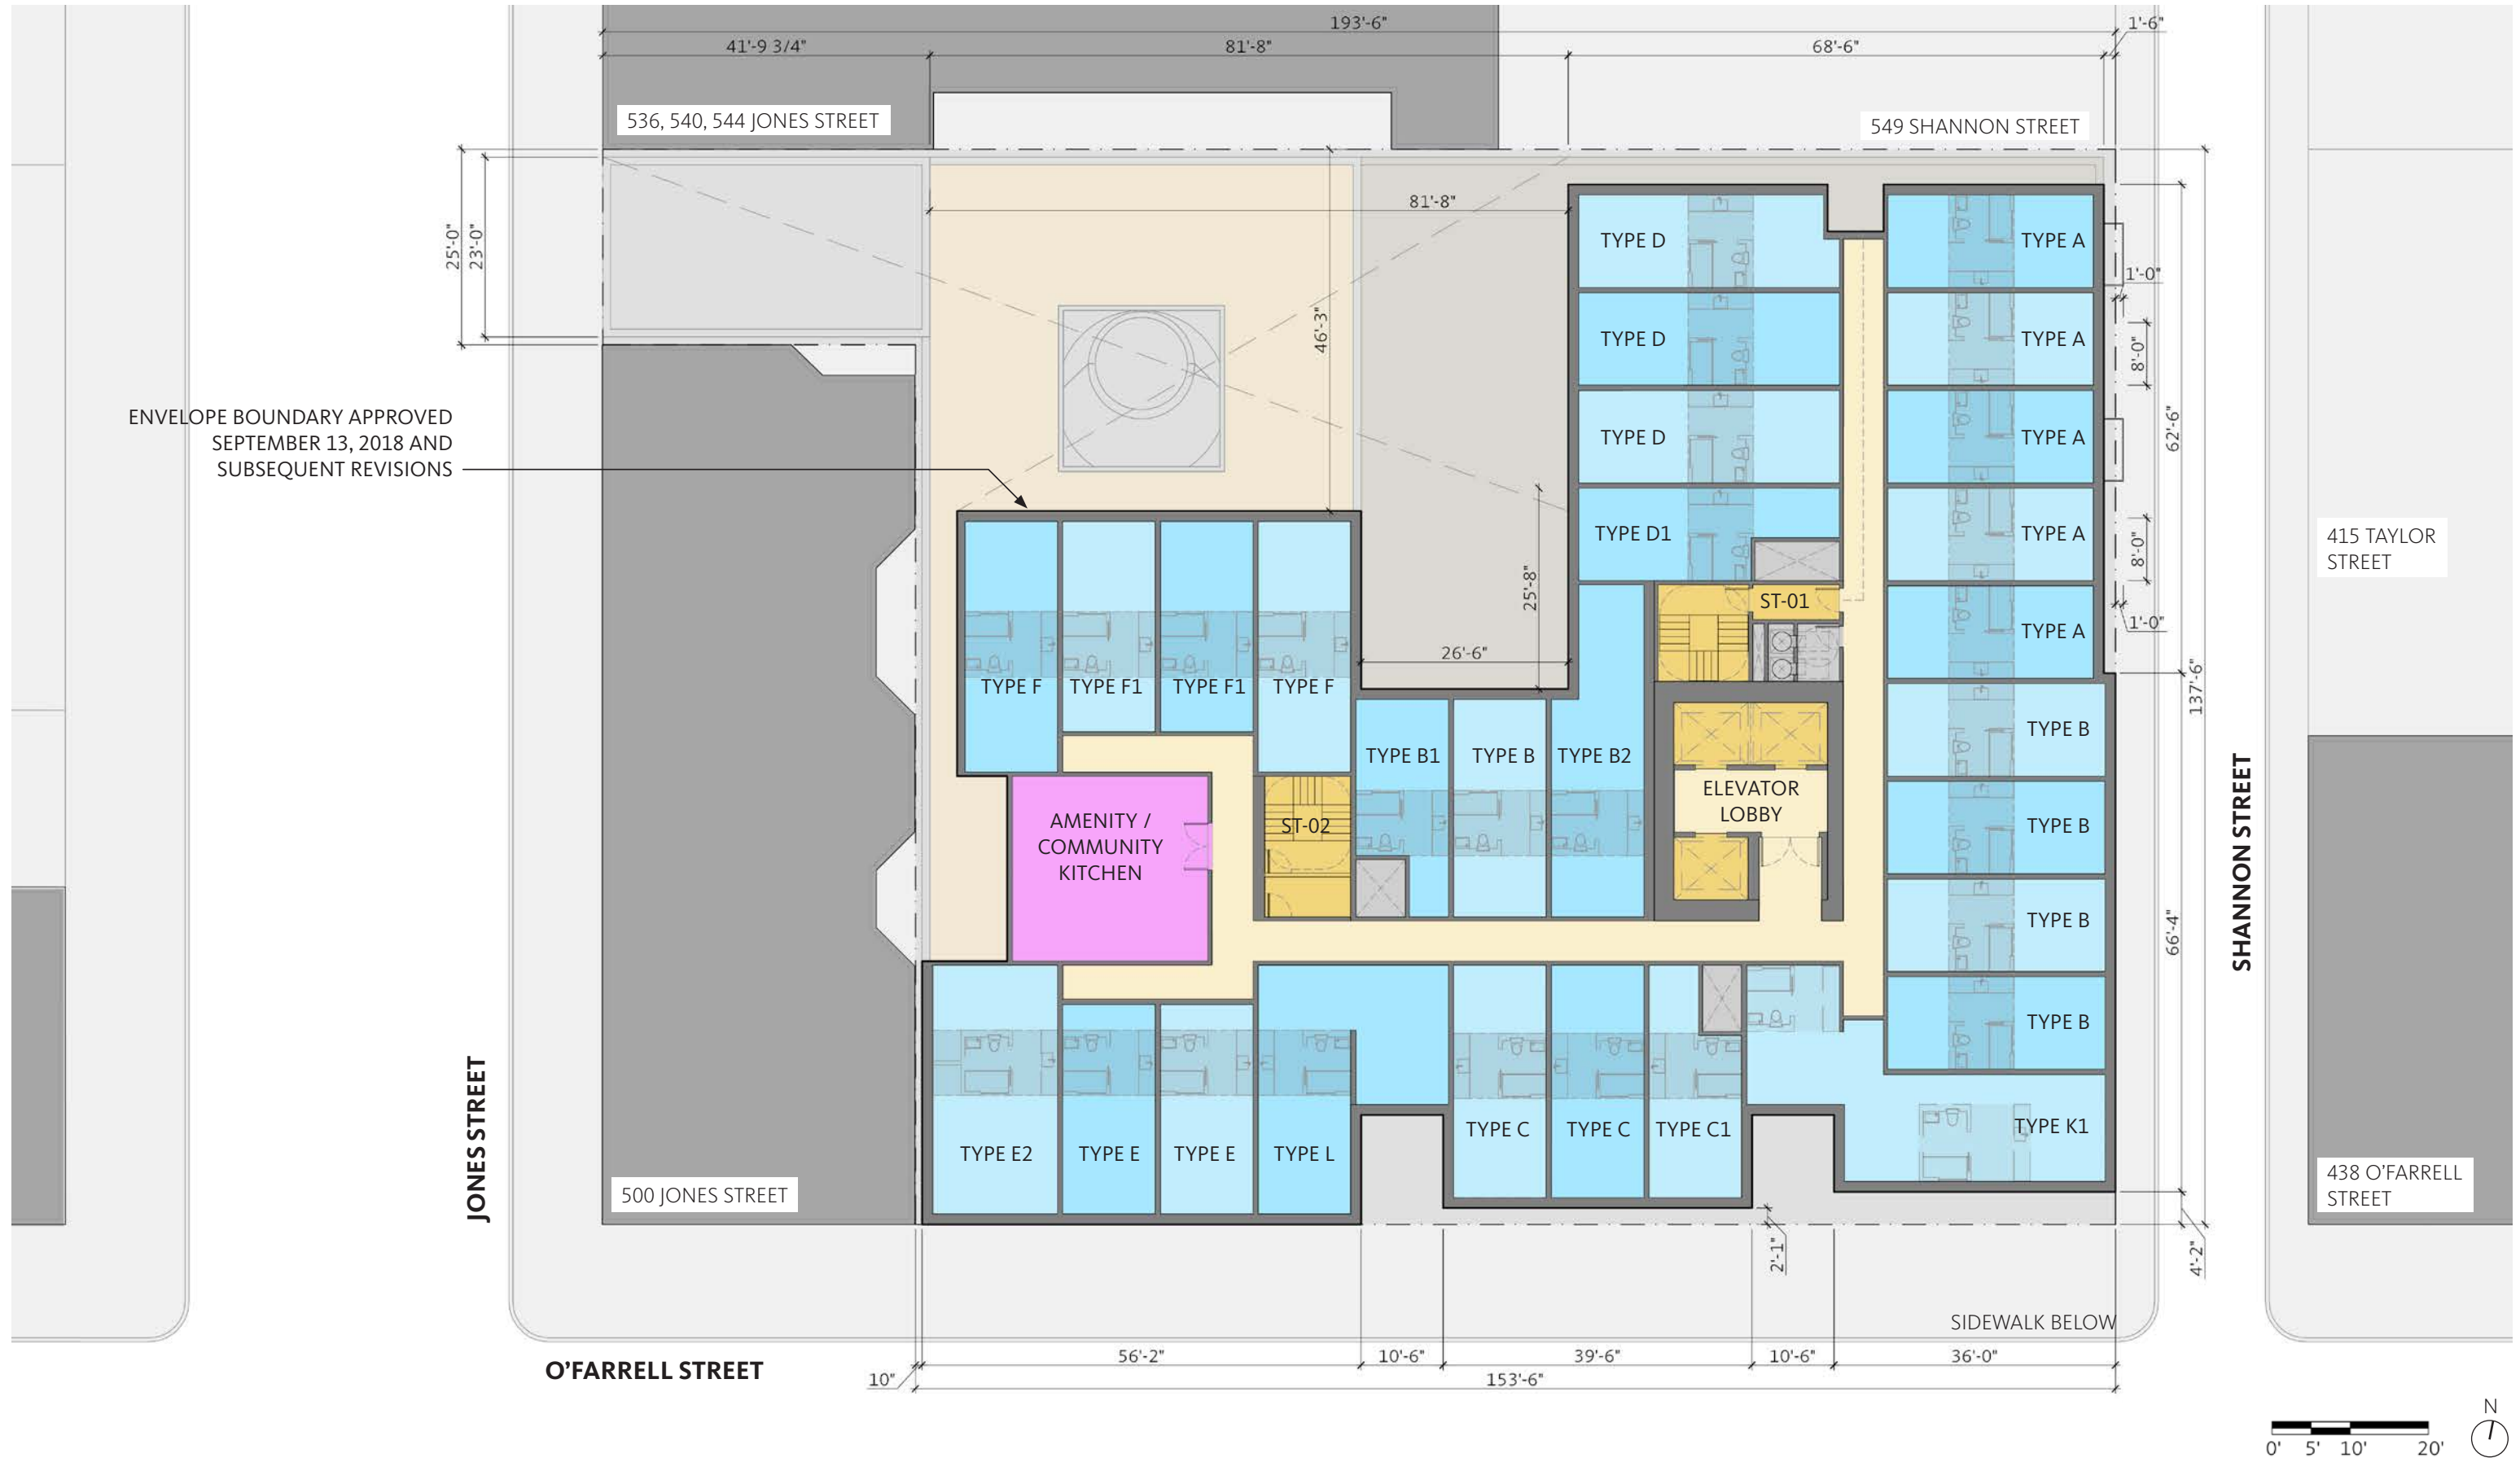 193'-6"
1'-6"
41'-9 3/4"
81'-8"
68'-6"
536, 540, 544 JONES STREET
549 SHANNON STREET
25'-0"
23'-0"
81'-8"
46'-3"
TYPE D
TYPE A
1'-0"
TYPE D
TYPE A
8'-0"
ENVELOPE BOUNDARY APPROVED
SEPTEMBER 13, 2018 AND
SUBSEQUENT REVISIONS
TYPE D
TYPE A
62'-6"
TYPE D1
TYPE A
8'-0"
415 TAYLOR
STREET
25'-8"
ST-01
TYPE A
1'-0"
26'-6"
137'-6"
TYPE F
TYPE F1
TYPE F1
TYPE F
TYPE B
TYPE B1
TYPE B
TYPE B2
ELEVATOR
LOBBY
AMENITY /
COMMUNITY
KITCHEN
ST-02
TYPE B
SHANNON STREET
TYPE B
66'-4"
TYPE B
TYPE C
TYPE C
TYPE C1
TYPE K1
TYPE E2
TYPE E
TYPE E
TYPE L
JONES STREET
500 JONES STREET
438 O'FARRELL
STREET
2'-1"
4'-2"
SIDEWALK BELOW
O'FARRELL STREET
56'-2"
10'-6"
39'-6"
10'-6"
36'-0"
10"
153'-6"
N
0' 5' 10' 20'